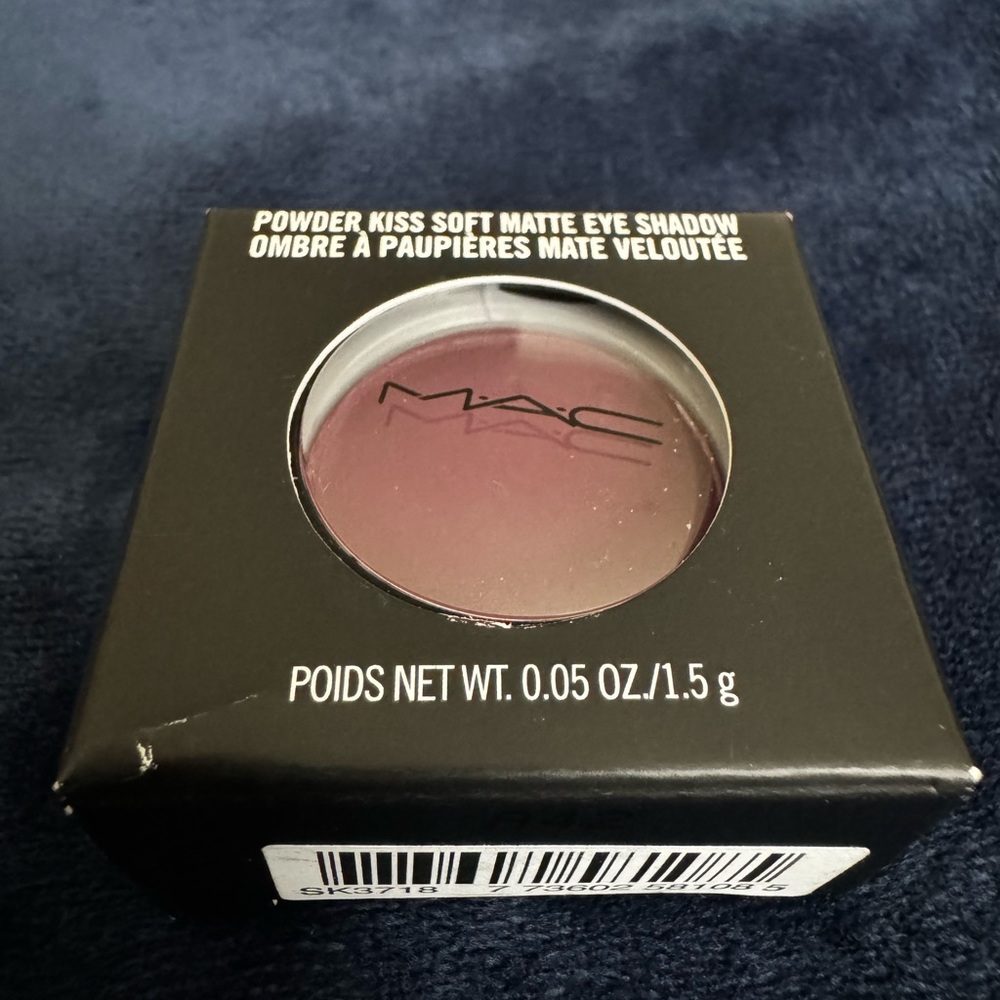 POWDER KISS SOFT MATTE EYE SHADOW
OMBRE À PAUPIÈRES MATE VELOUTÉE
M·A·C
POIDS NET WT. 0.05 OZ./1.5 g
SK3718 7 73602 58108 5